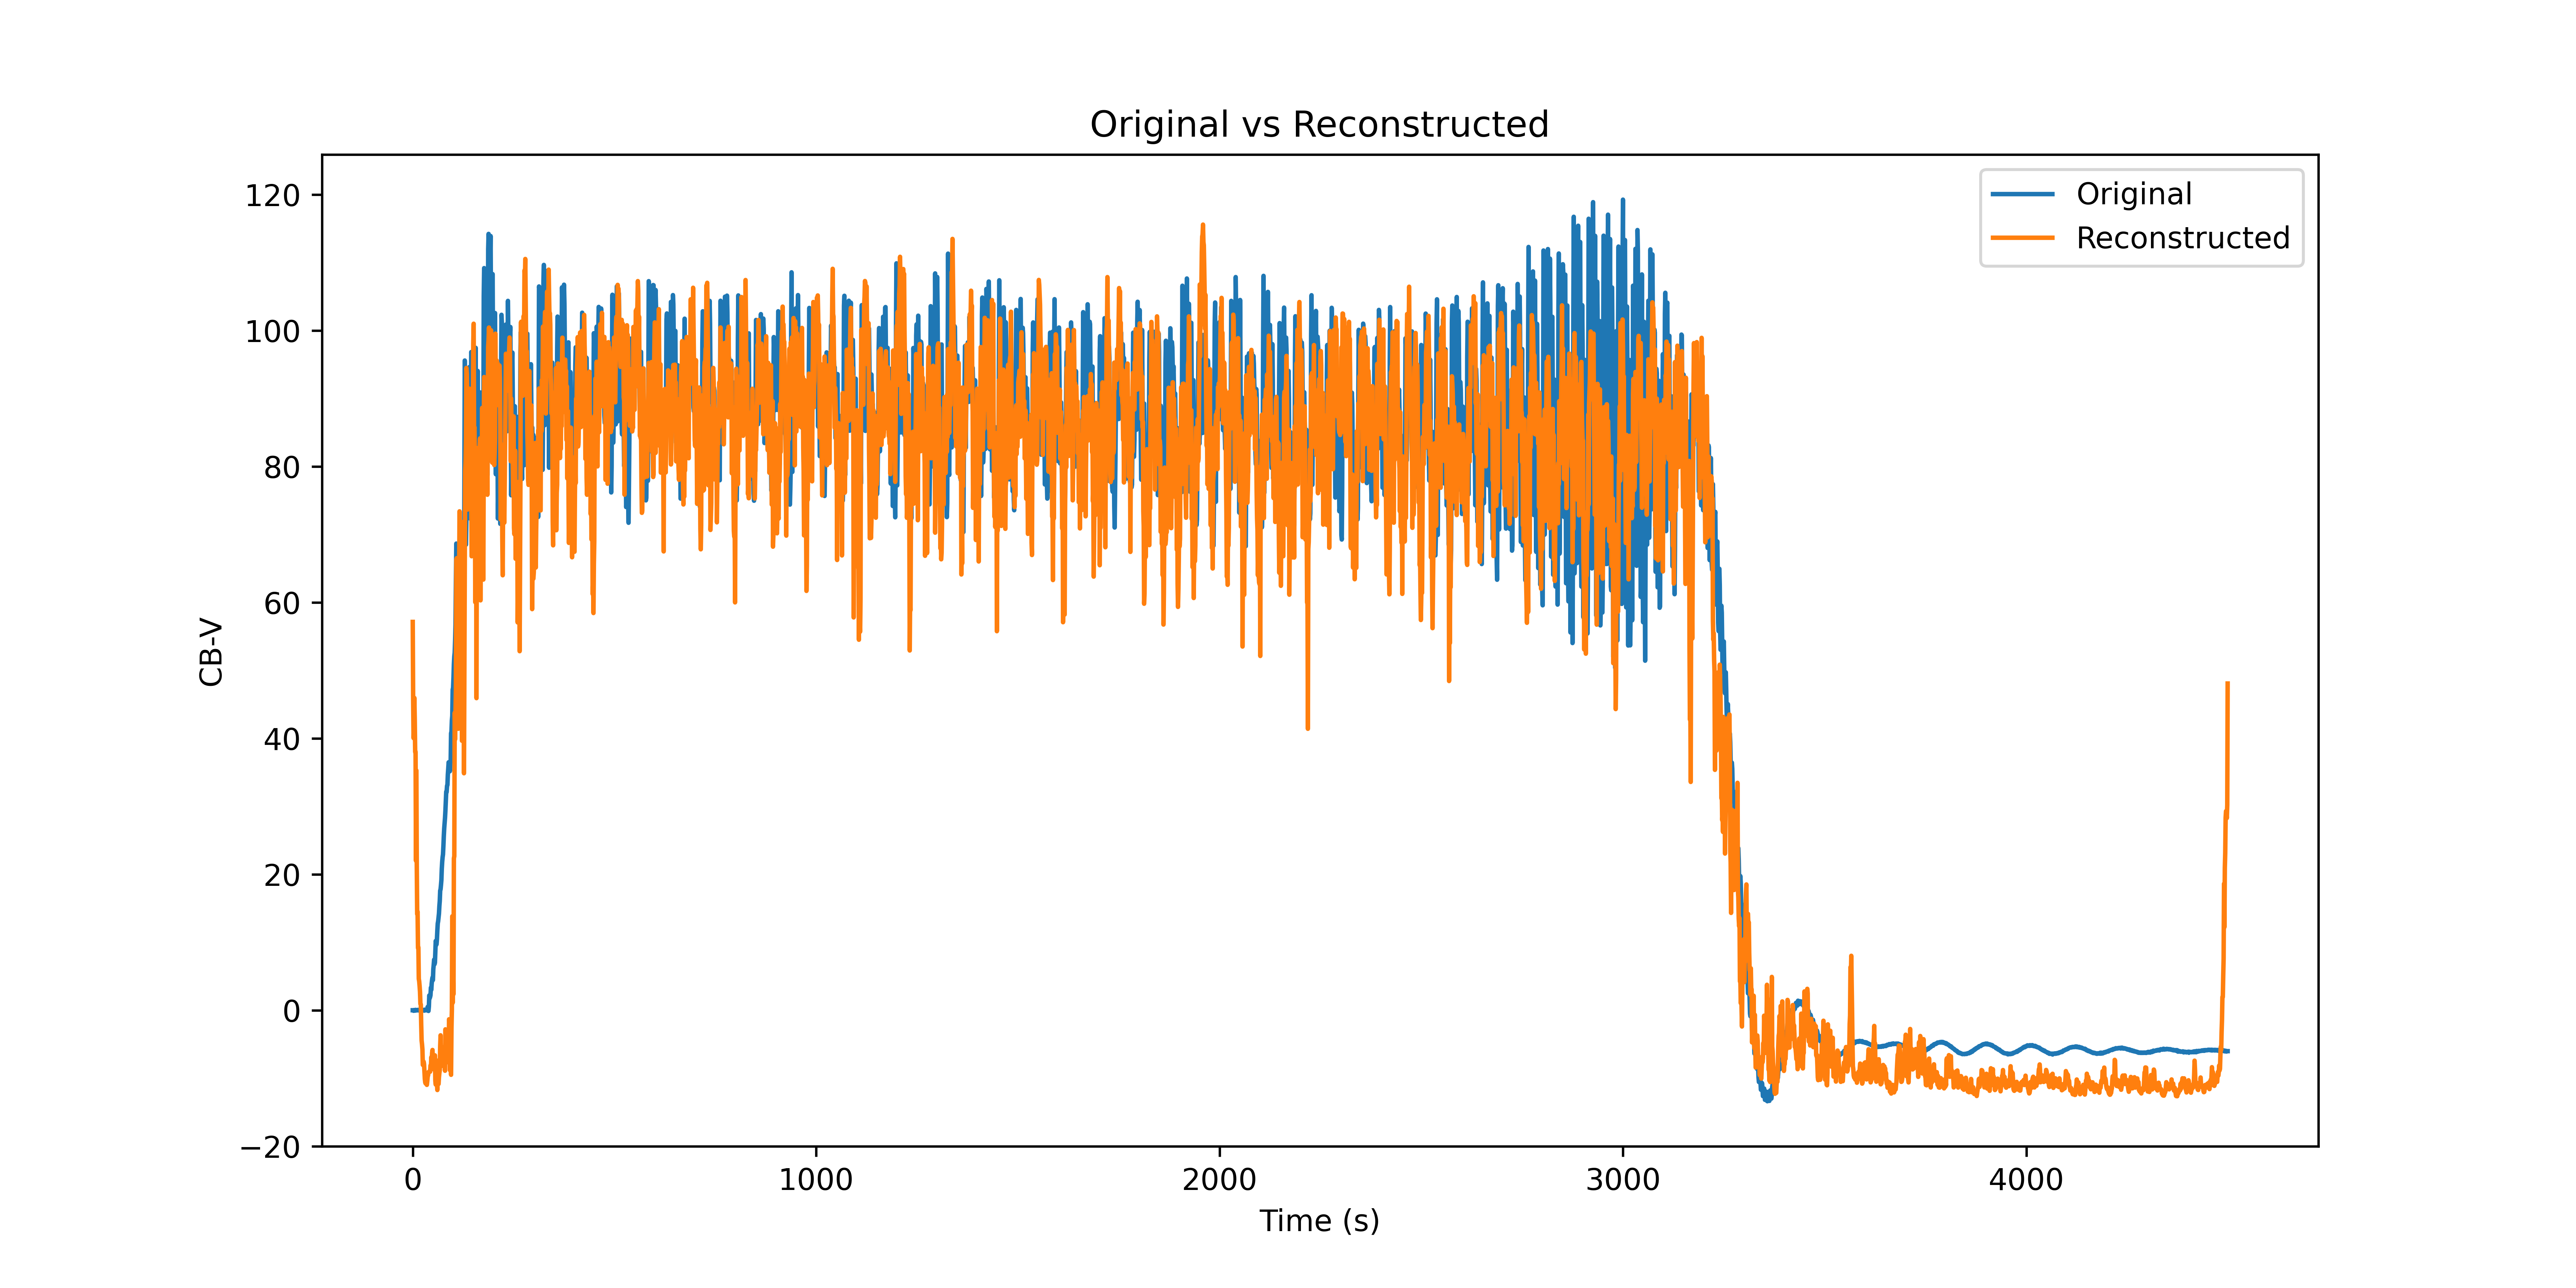 Original vs Reconstructed
Original
Reconstructed
120
100
80
60
40
20
0
−20
CB-V
0 1000 2000 3000 4000
Time (s)